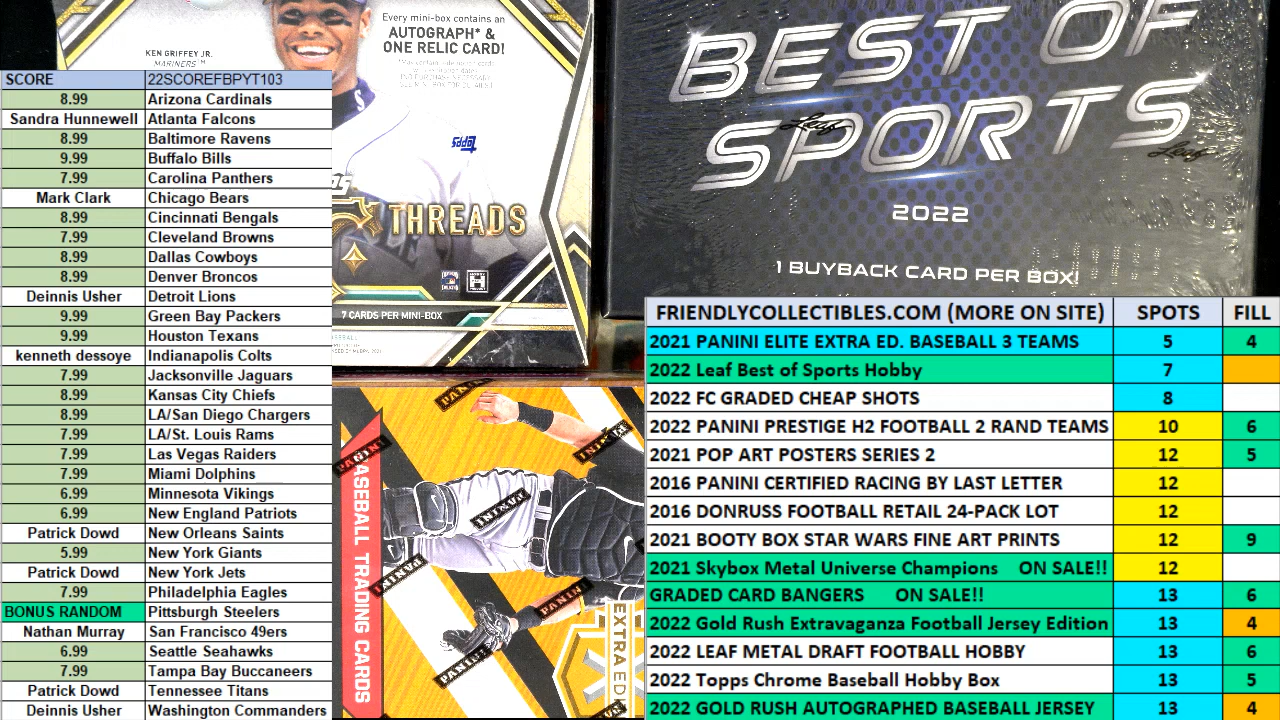 Every mini-box contains an
AUTOGRAPH* &
ONE RELIC CARD!
KEN GRIFFEY JR.
MARINERS™
topps
THREADS
7 CARDS PER MINI-BOX
BEST OF
SPORTS
Leaf
Leaf
2022
1 BUYBACK CARD PER BOX!
SCORE 22SCOREFBPYT103
8.99 Arizona Cardinals
Sandra Hunnewell Atlanta Falcons
8.99 Baltimore Ravens
9.99 Buffalo Bills
7.99 Carolina Panthers
Mark Clark Chicago Bears
8.99 Cincinnati Bengals
7.99 Cleveland Browns
8.99 Dallas Cowboys
8.99 Denver Broncos
Deinnis Usher Detroit Lions
9.99 Green Bay Packers
9.99 Houston Texans
kenneth dessoye Indianapolis Colts
7.99 Jacksonville Jaguars
8.99 Kansas City Chiefs
8.99 LA/San Diego Chargers
7.99 LA/St. Louis Rams
7.99 Las Vegas Raiders
7.99 Miami Dolphins
6.99 Minnesota Vikings
6.99 New England Patriots
Patrick Dowd New Orleans Saints
5.99 New York Giants
Patrick Dowd New York Jets
7.99 Philadelphia Eagles
BONUS RANDOM Pittsburgh Steelers
Nathan Murray San Francisco 49ers
6.99 Seattle Seahawks
7.99 Tampa Bay Buccaneers
Patrick Dowd Tennessee Titans
Deinnis Usher Washington Commanders
PANINI
PANINI
PANINI
PANINI
PANINI
PANINI
PANINI
BASEBALL TRADING CARDS
EXTRA EDI
FRIENDLYCOLLECTIBLES.COM (MORE ON SITE) SPOTS FILL
2021 PANINI ELITE EXTRA ED. BASEBALL 3 TEAMS 5 4
2022 Leaf Best of Sports Hobby 7
2022 FC GRADED CHEAP SHOTS 8
2022 PANINI PRESTIGE H2 FOOTBALL 2 RAND TEAMS 10 6
2021 POP ART POSTERS SERIES 2 12 5
2016 PANINI CERTIFIED RACING BY LAST LETTER 12
2016 DONRUSS FOOTBALL RETAIL 24-PACK LOT 12
2021 BOOTY BOX STAR WARS FINE ART PRINTS 12 9
2021 Skybox Metal Universe Champions ON SALE!! 12
GRADED CARD BANGERS ON SALE!! 13 6
2022 Gold Rush Extravaganza Football Jersey Edition 13 4
2022 LEAF METAL DRAFT FOOTBALL HOBBY 13 6
2022 Topps Chrome Baseball Hobby Box 13 5
2022 GOLD RUSH AUTOGRAPHED BASEBALL JERSEY 13 4